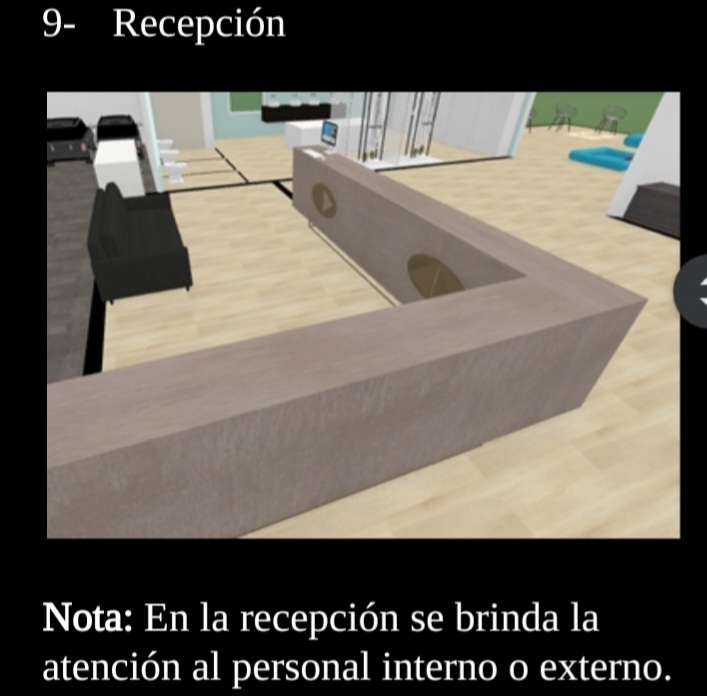 9- Recepción
Nota: En la recepción se brinda la
atención al personal interno o externo.